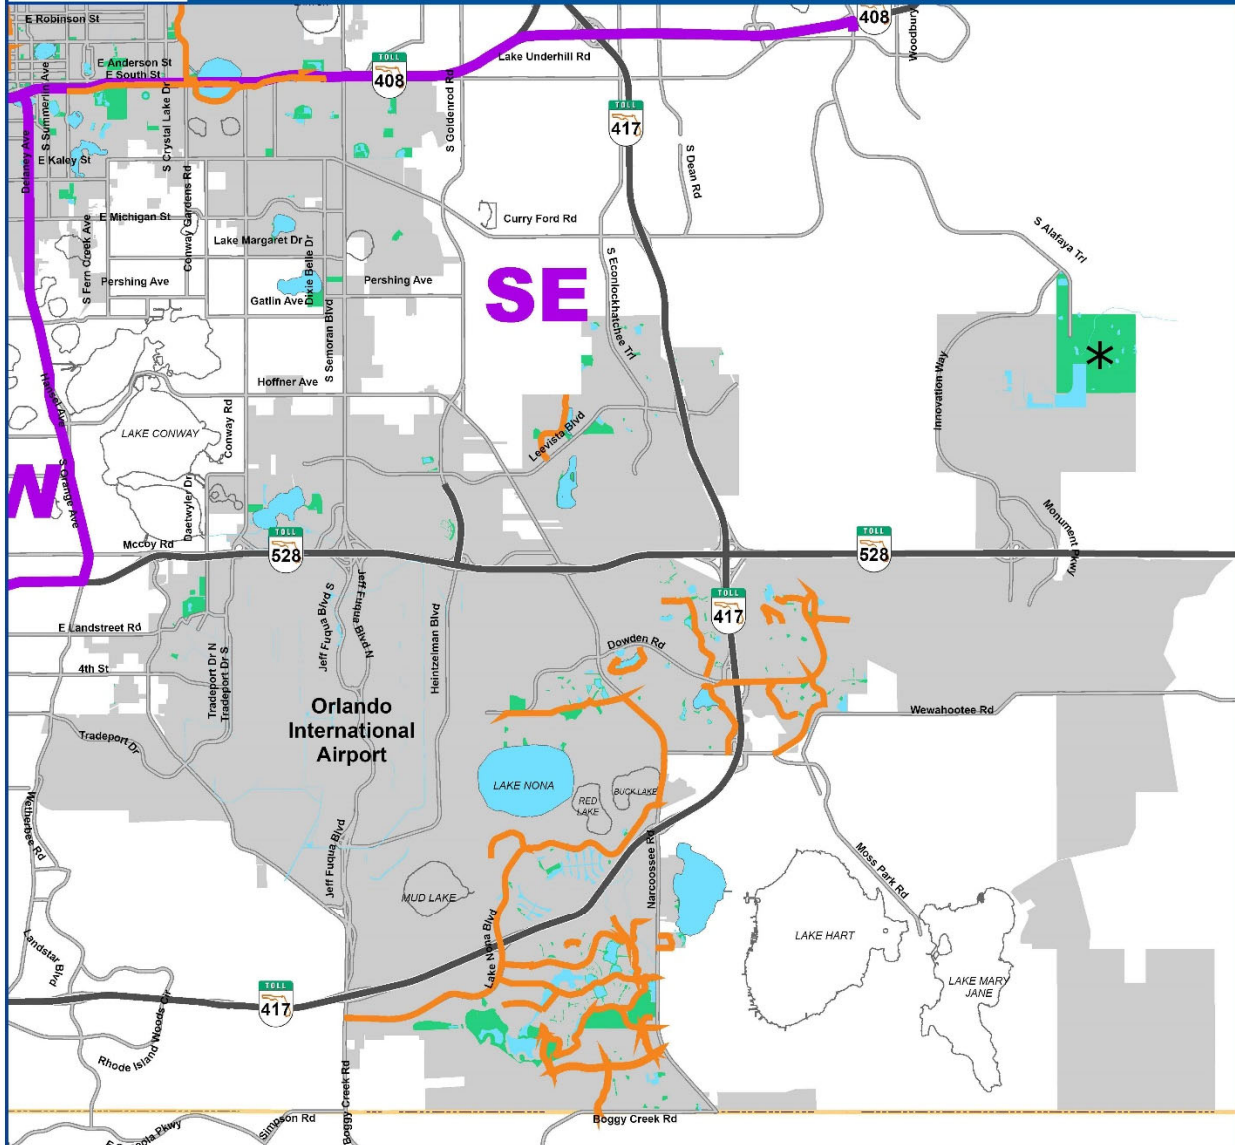 E Robinson St
E Anderson St
E South St
S Summerlin Ave
Delaney Ave
S Crystal Lake Dr
TOLL
408
Lake Underhill Rd
408
Woodbury
S Goldenrod Rd
TOLL
417
S Dean Rd
E Kaley St
Conway Gardens Rd
E Michigan St
S Fern Creek Ave
Lake Margaret Dr
Dixie Belle Dr
Curry Ford Rd
S Alafaya Trl
Pershing Ave
Pershing Ave
Gatlin Ave
S Semoran Blvd
SE
S Econlockhatchee Trl
*
Innovation Way
Hoffner Ave
Hansel Ave
LAKE CONWAY
Conway Rd
Leevista Blvd
W
S Orange Ave
Daetwyler Dr
Mccoy Rd
TOLL
528
TOLL
528
Monument Pkwy
Jeff Fuqua Blvd S
Jeff Fuqua Blvd N
Heintzelman Blvd
TOLL
417
E Landstreet Rd
Dowden Rd
4th St
Tradeport Dr N
Tradeport Dr S
Orlando
International
Airport
Wewahootee Rd
Tradeport Dr
LAKE NONA
RED
LAKE
BUCK LAKE
Wetherbee Rd
Jeff Fuqua Blvd
Narcoossee Rd
Moss Park Rd
MUD LAKE
Lake Nona Blvd
LAKE HART
Landstar Blvd
LAKE MARY
JANE
TOLL
417
Rhode Island Woods Cir
Boggy Creek Rd
Simpson Rd
Boggy Creek Rd
Pkwy